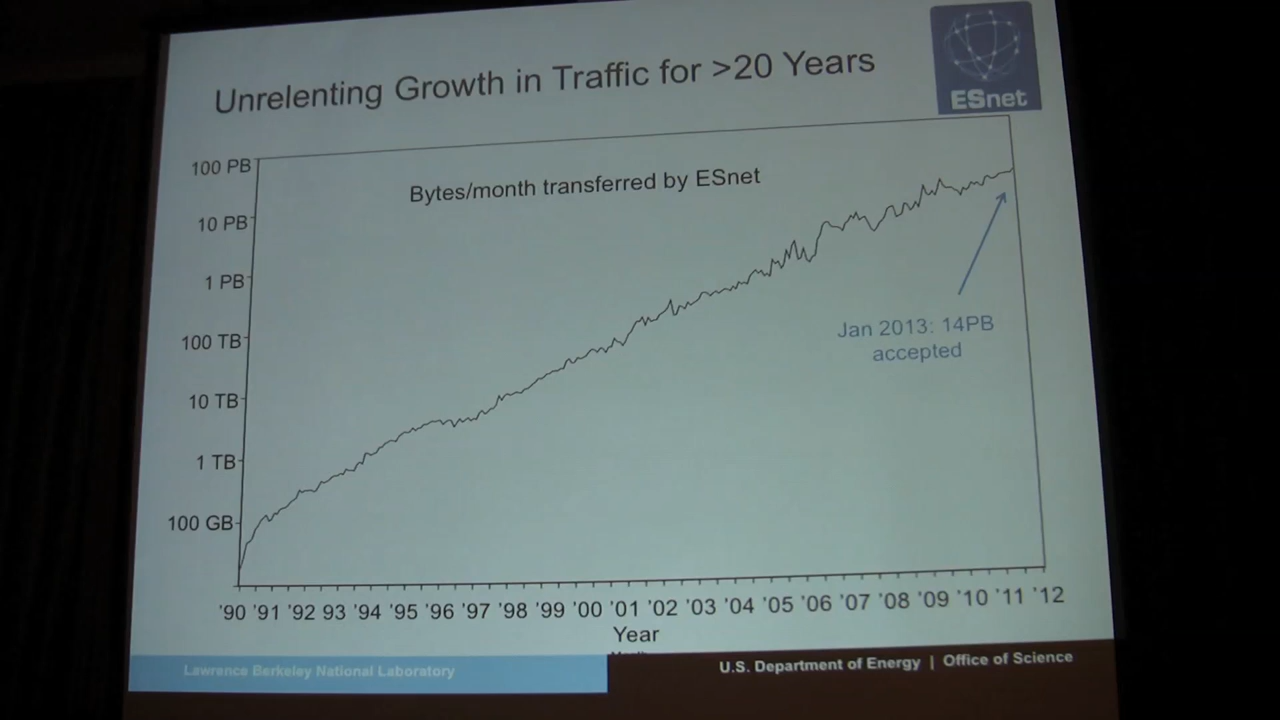 Unrelenting Growth in Traffic for >20 Years
ESnet
Bytes/month transferred by ESnet
100 PB
10 PB
1 PB
100 TB
10 TB
1 TB
100 GB
Jan 2013: 14PB
accepted
'90 '91 '92 93 '94 '95 '96 '97 '98 '99 '00 '01 '02 '03 '04 '05 '06 '07 '08 '09 '10 '11 '12
Year
Lawrence Berkeley National Laboratory
U.S. Department of Energy | Office of Science